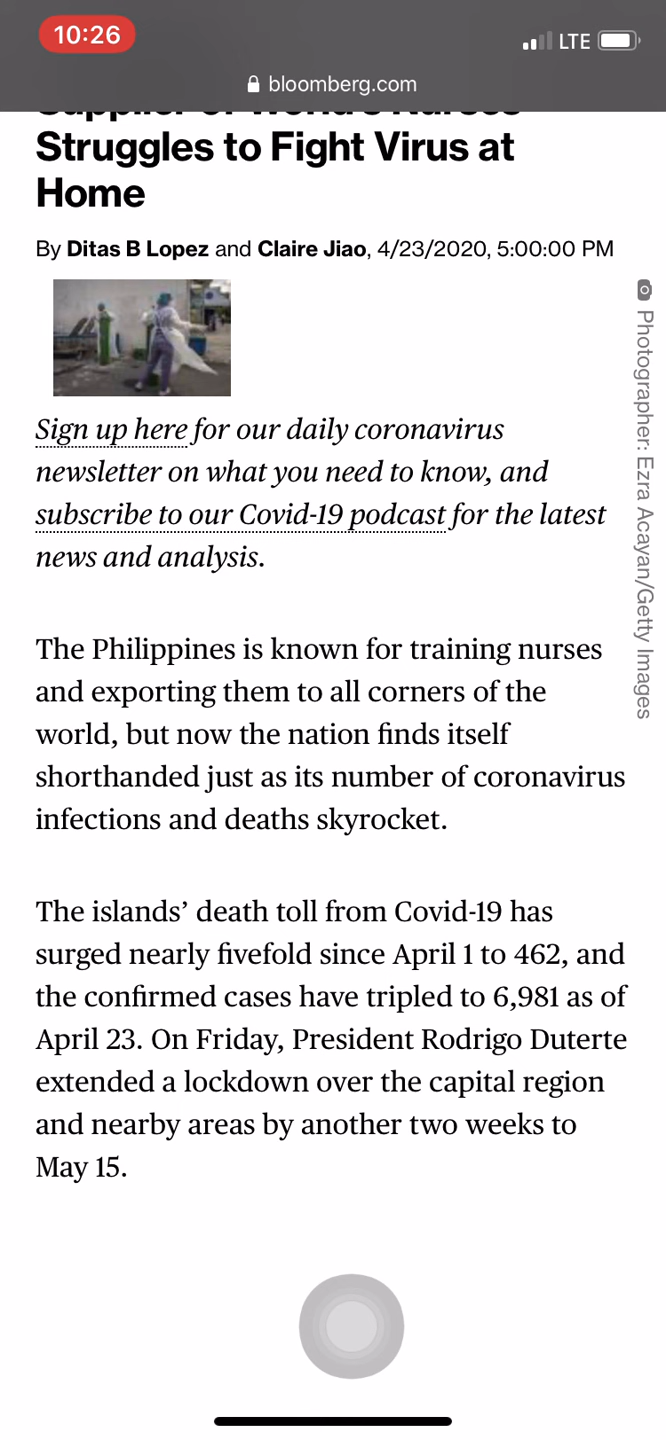 10:26
LTE
bloomberg.com
Supplier of World's Nurses
Struggles to Fight Virus at
Home
By Ditas B Lopez and Claire Jiao, 4/23/2020, 5:00:00 PM
Photographer: Ezra Acayan/Getty Images
Sign up here for our daily coronavirus
newsletter on what you need to know, and
subscribe to our Covid-19 podcast for the latest
news and analysis.
The Philippines is known for training nurses
and exporting them to all corners of the
world, but now the nation finds itself
shorthanded just as its number of coronavirus
infections and deaths skyrocket.
The islands’ death toll from Covid-19 has
surged nearly fivefold since April 1 to 462, and
the confirmed cases have tripled to 6,981 as of
April 23. On Friday, President Rodrigo Duterte
extended a lockdown over the capital region
and nearby areas by another two weeks to
May 15.